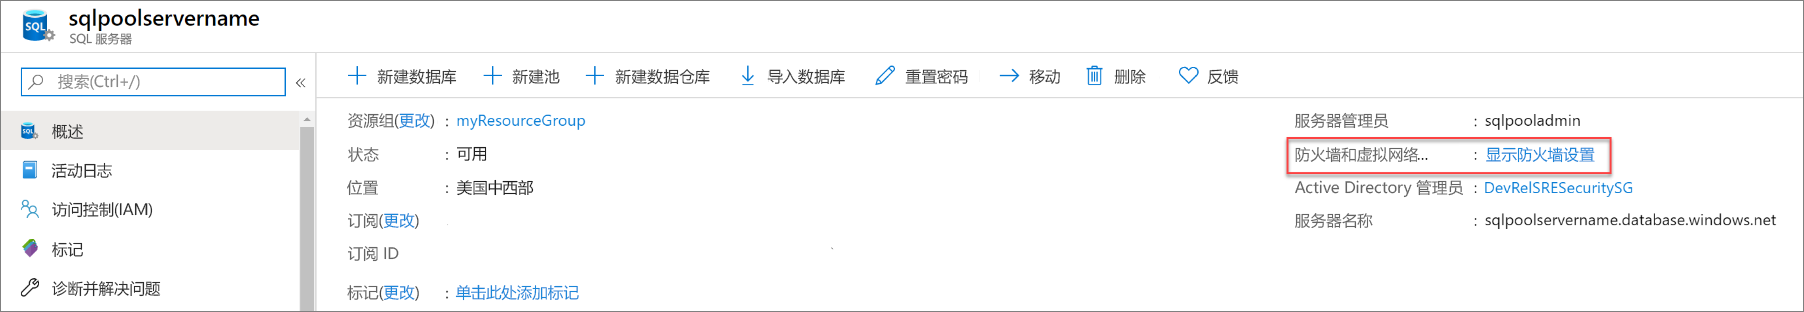 sqlpoolservername
SQL 服务器
搜索(Ctrl+/)
«
概述
活动日志
访问控制(IAM)
标记
诊断并解决问题
新建数据库 新建池 新建数据仓库 导入数据库 重置密码 移动 删除 反馈
资源组(更改) : myResourceGroup
状态 : 可用
位置 : 美国中西部
订阅(更改)
订阅 ID
标记(更改) : 单击此处添加标记
服务器管理员 : sqlpooladmin
防火墙和虚拟网络... : 显示防火墙设置
Active Directory 管理员 : DevRelSRESecuritySG
服务器名称 : sqlpoolservername.database.windows.net